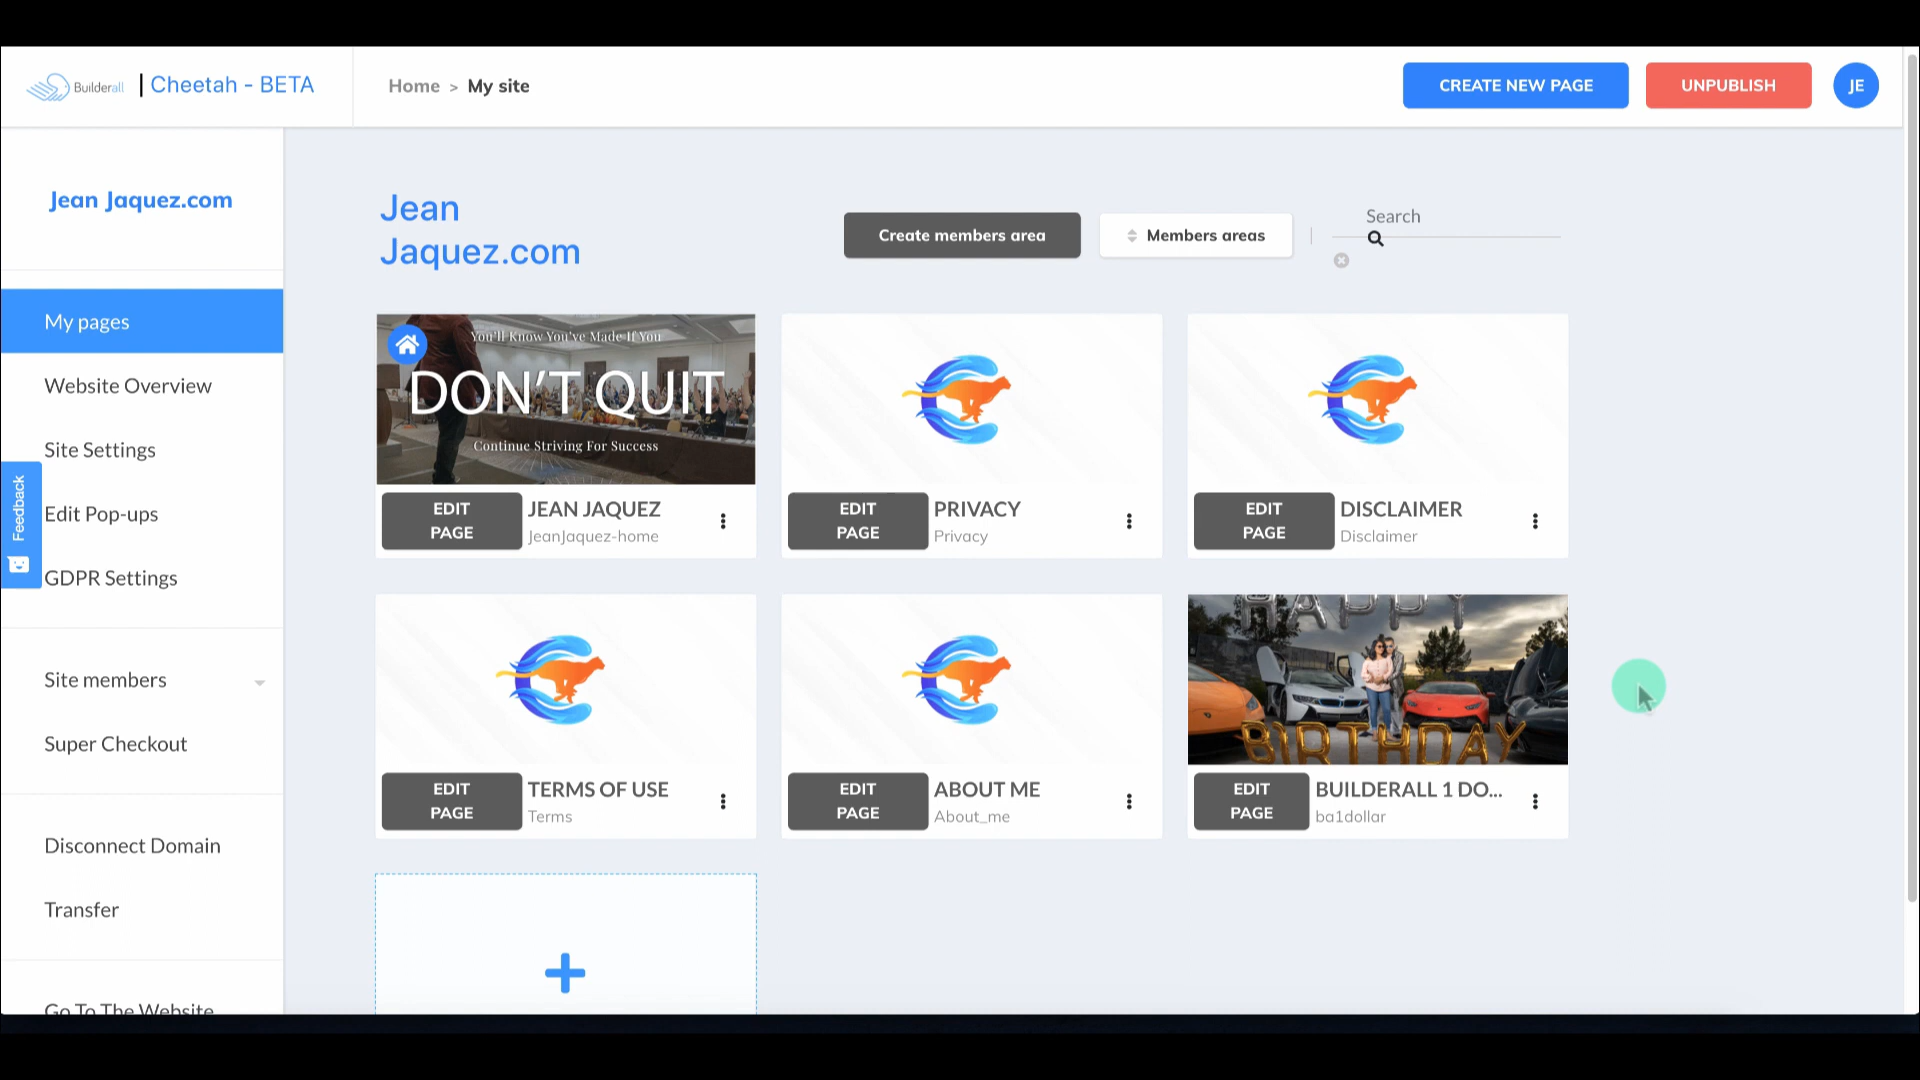 Builderall
Cheetah - BETA
Home > My site
CREATE NEW PAGE
UNPUBLISH
JE
Jean Jaquez.com
My pages
Website Overview
Site Settings
Edit Pop-ups
GDPR Settings
Site members
Super Checkout
Disconnect Domain
Transfer
Go To The Website
Feedback
Jean
Jaquez.com
Create members area
Members areas
Search
You'll Know You've Made If You
DON'T QUIT
Continue Striving For Success
EDIT
PAGE
JEAN JAQUEZ
JeanJaquez-home
EDIT
PAGE
PRIVACY
Privacy
EDIT
PAGE
DISCLAIMER
Disclaimer
EDIT
PAGE
TERMS OF USE
Terms
EDIT
PAGE
ABOUT ME
About_me
HAPPY
BIRTHDAY
EDIT
PAGE
BUILDERALL 1 DO...
ba1dollar